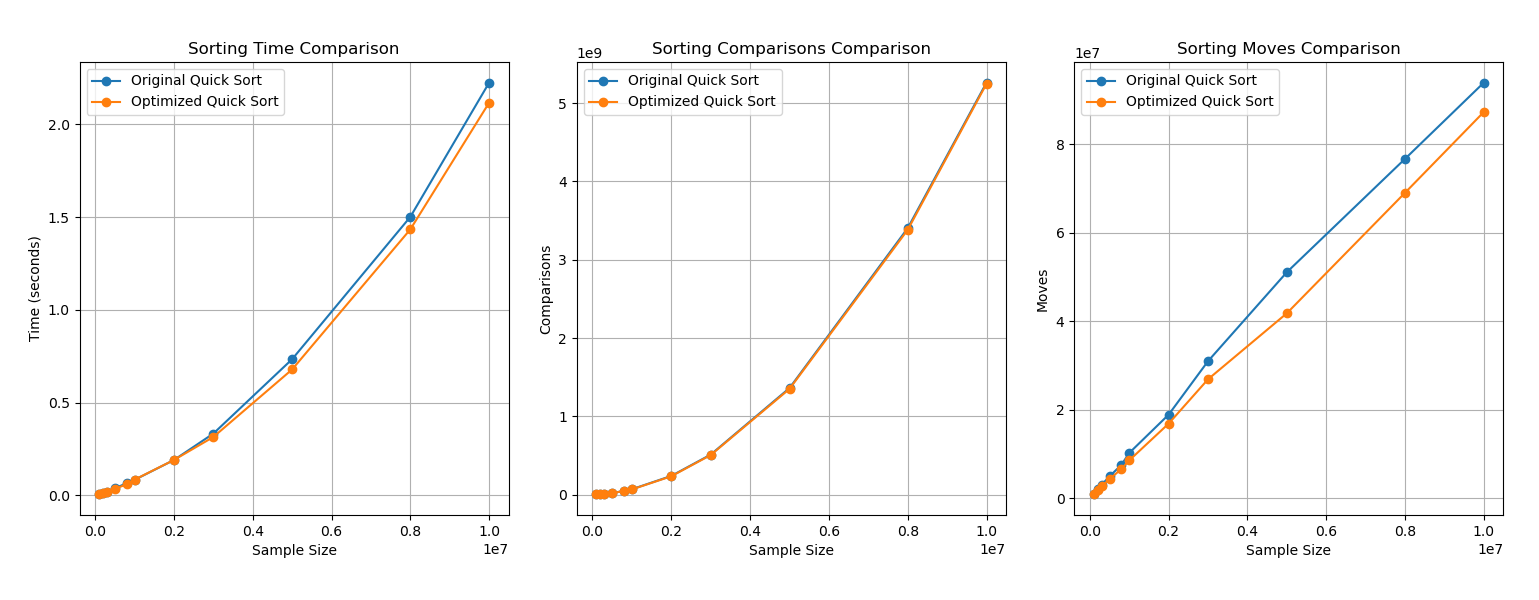 Sorting Time Comparison
Original Quick Sort
Optimized Quick Sort
Time (seconds)
2.0
1.5
1.0
0.5
0.0
0.0 0.2 0.4 0.6 0.8 1.0
1e7
Sample Size
Sorting Comparisons Comparison
1e9
Original Quick Sort
Optimized Quick Sort
Comparisons
5
4
3
2
1
0
0.0 0.2 0.4 0.6 0.8 1.0
1e7
Sample Size
Sorting Moves Comparison
1e7
Original Quick Sort
Optimized Quick Sort
Moves
8
6
4
2
0
0.0 0.2 0.4 0.6 0.8 1.0
1e7
Sample Size